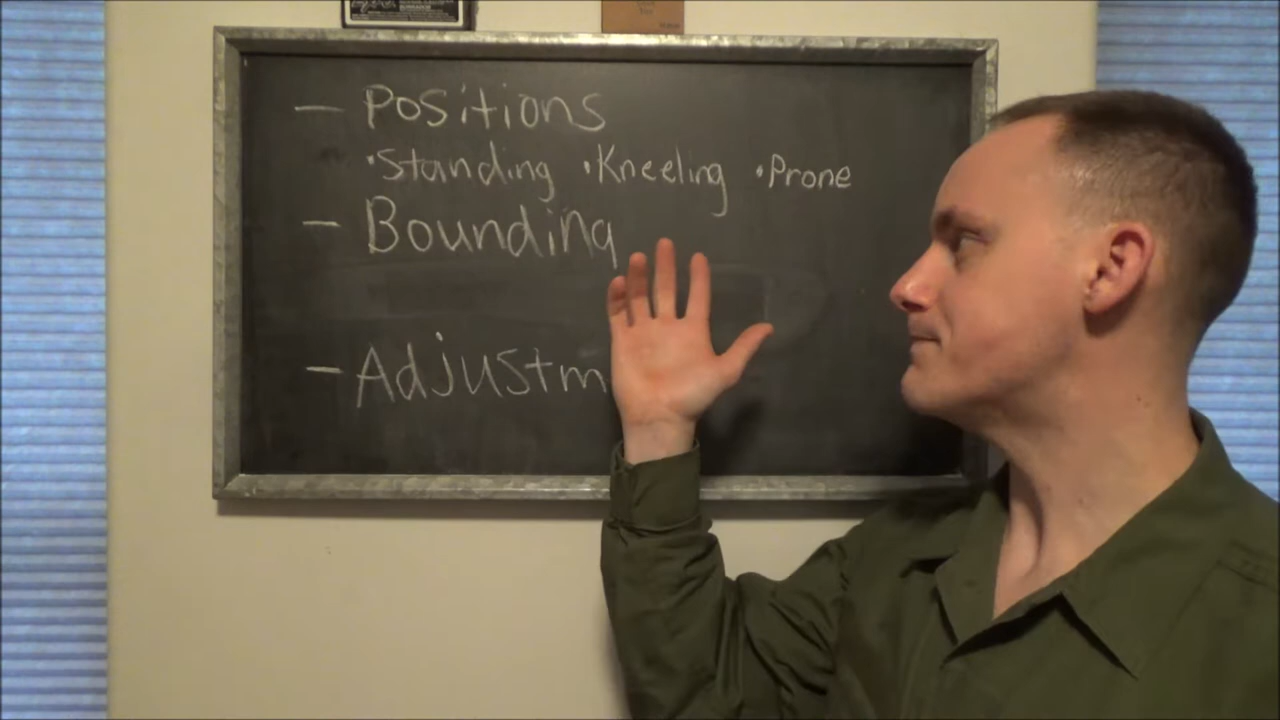 - Positions
•Standing •Kneeling •Prone
- Bounding
- Adjustm